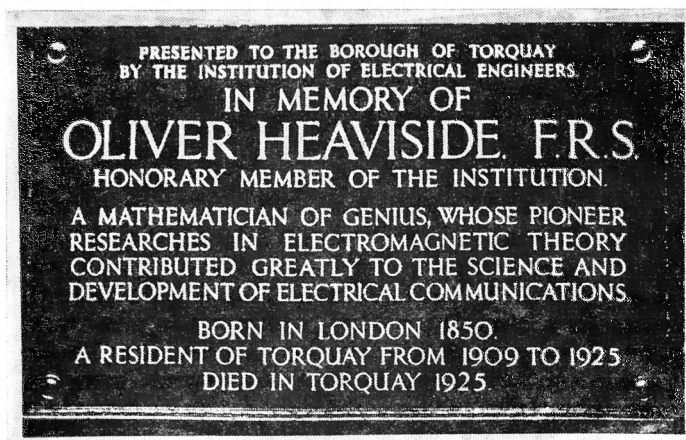 PRESENTED TO THE BOROUGH OF TORQUAY
BY THE INSTITUTION OF ELECTRICAL ENGINEERS.
IN MEMORY OF
OLIVER HEAVISIDE. F.R.S.
HONORARY MEMBER OF THE INSTITUTION.
A MATHEMATICIAN OF GENIUS, WHOSE PIONEER
RESEARCHES IN ELECTROMAGNETIC THEORY
CONTRIBUTED GREATLY TO THE SCIENCE AND
DEVELOPMENT OF ELECTRICAL COMMUNICATIONS.
BORN IN LONDON 1850.
A RESIDENT OF TORQUAY FROM 1909 TO 1925
DIED IN TORQUAY 1925.